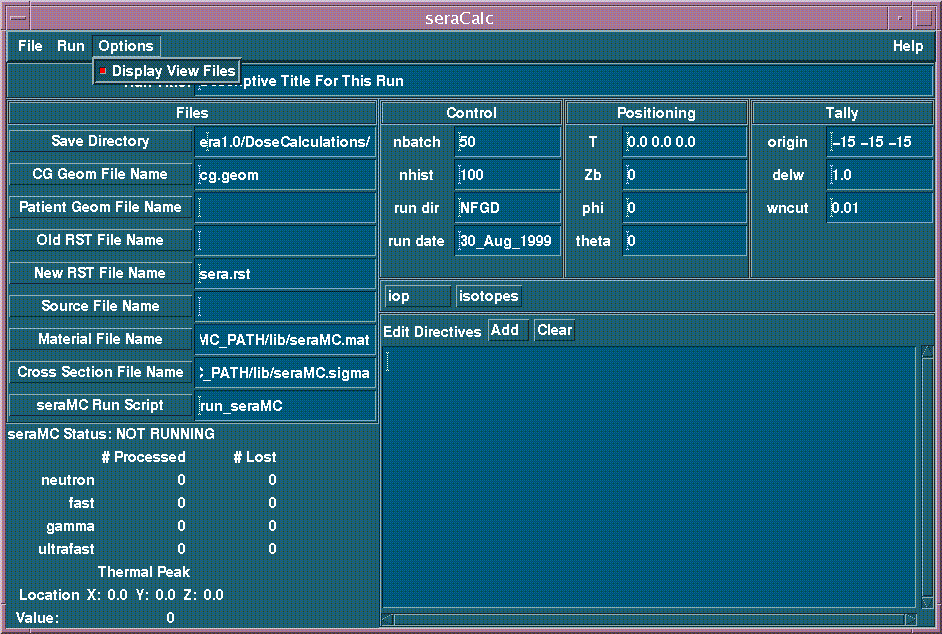 seraCalc
File Run Options Help
Display View Files
Title For This Run
Files Control Positioning Tally
Save Directory era1.0/DoseCalculations/ nbatch 50 T 0.0 0.0 0.0 origin −15 −15 −15
CG Geom File Name cg.geom nhist 100 Zb 0 delw 1.0
Patient Geom File Name run dir NFGD phi 0 wncut 0.01
Old RST File Name run date 30_Aug_1999 theta 0
New RST File Name sera.rst
iop isotopes
Source File Name
Edit Directives Add Clear
Material File Name MC_PATH/lib/seraMC.mat
Cross Section File Name C_PATH/lib/seraMC.sigma
seraMC Run Script run_seraMC
seraMC Status: NOT RUNNING
# Processed # Lost
neutron 0 0
fast 0 0
gamma 0 0
ultrafast 0 0
Thermal Peak
Location X: 0.0 Y: 0.0 Z: 0.0
Value: 0